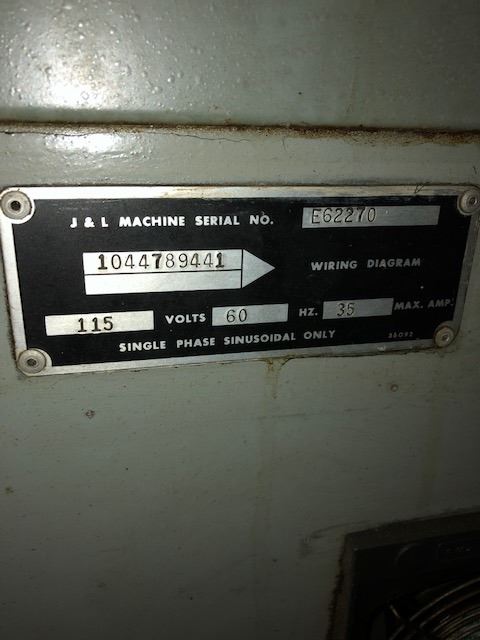 J & L MACHINE SERIAL NO. E62270
1044789441 WIRING DIAGRAM
115 VOLTS 60 HZ. 35 MAX. AMP.
SINGLE PHASE SINUSOIDAL ONLY